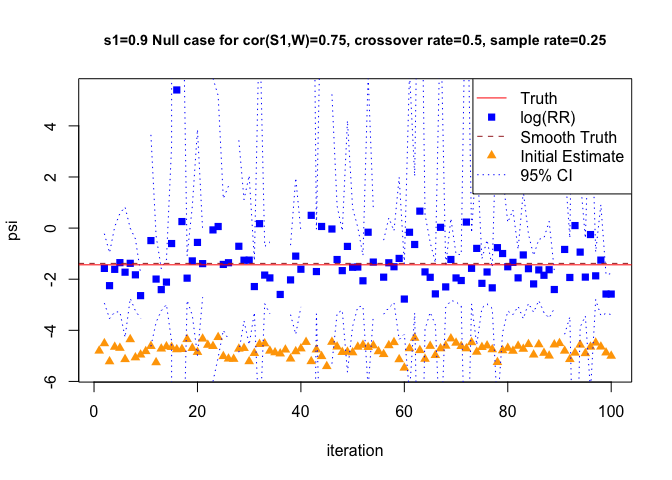 s1=0.9 Null case for cor(S1,W)=0.75, crossover rate=0.5, sample rate=0.25
Truth
log(RR)
Smooth Truth
Initial Estimate
95% CI
psi
4
2
0
-2
-4
-6
0 20 40 60 80 100
iteration